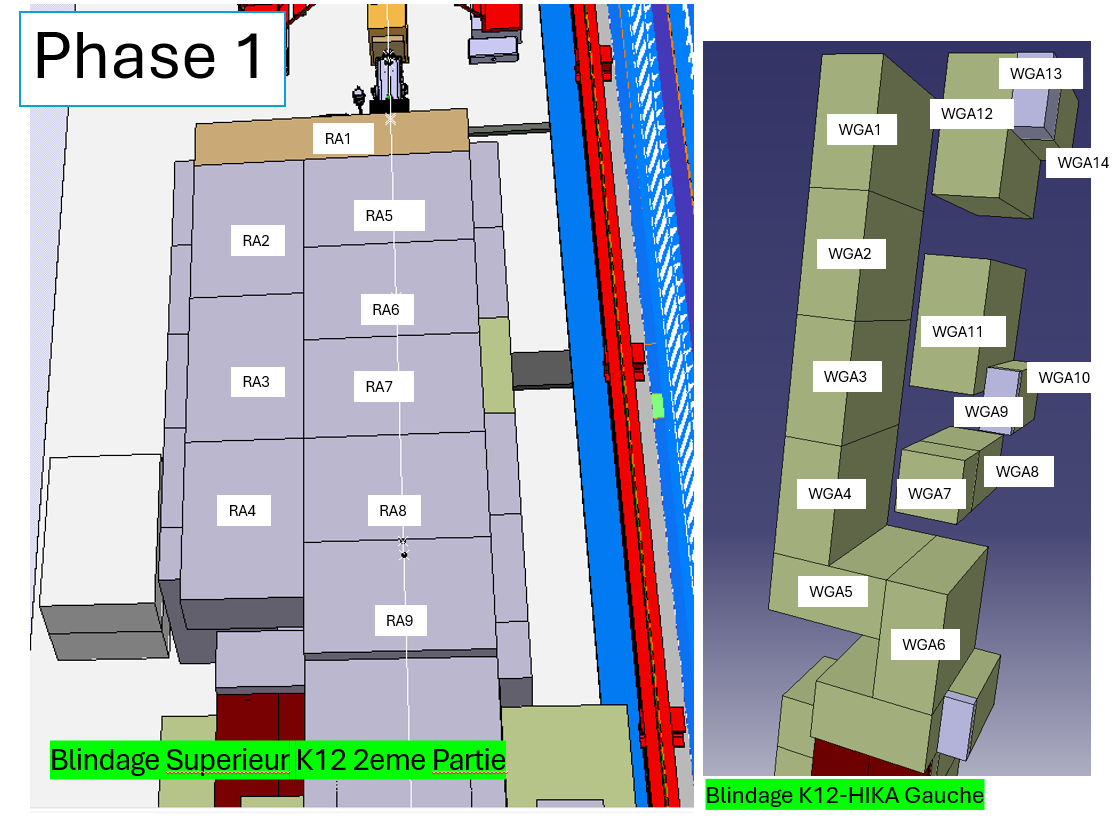 Phase 1
RA1
RA5
RA2
RA6
RA3
RA7
RA4
RA8
RA9
Blindage Superieur K12 2eme Partie
WGA13
WGA12
WGA1
WGA14
WGA2
WGA11
WGA3
WGA10
WGA9
WGA8
WGA4
WGA7
WGA5
WGA6
Blindage K12-HIKA Gauche